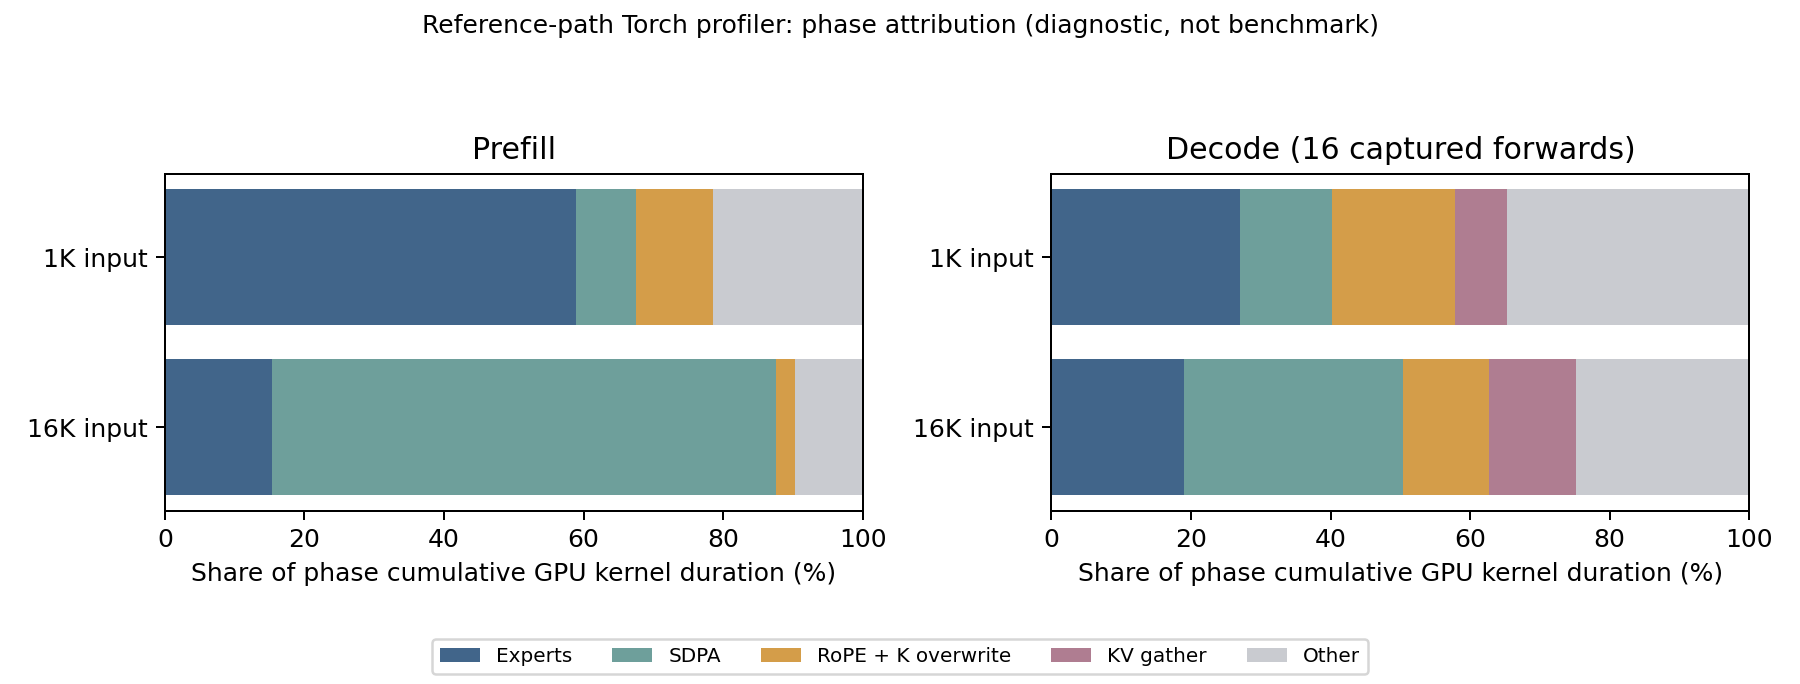 Reference-path Torch profiler: phase attribution (diagnostic, not benchmark)
Prefill
1K input
16K input
0 20 40 60 80 100
Share of phase cumulative GPU kernel duration (%)
Decode (16 captured forwards)
1K input
16K input
0 20 40 60 80 100
Share of phase cumulative GPU kernel duration (%)
Experts SDPA RoPE + K overwrite KV gather Other